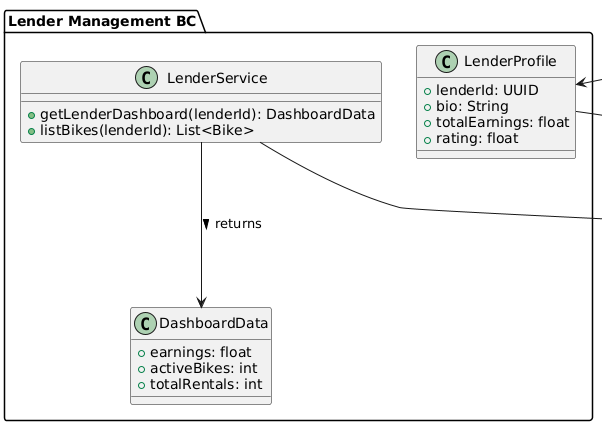 Lender Management BC
C LenderService
getLenderDashboard(lenderId): DashboardData
listBikes(lenderId): List<Bike>
C LenderProfile
lenderId: UUID
bio: String
totalEarnings: float
rating: float
returns
C DashboardData
earnings: float
activeBikes: int
totalRentals: int